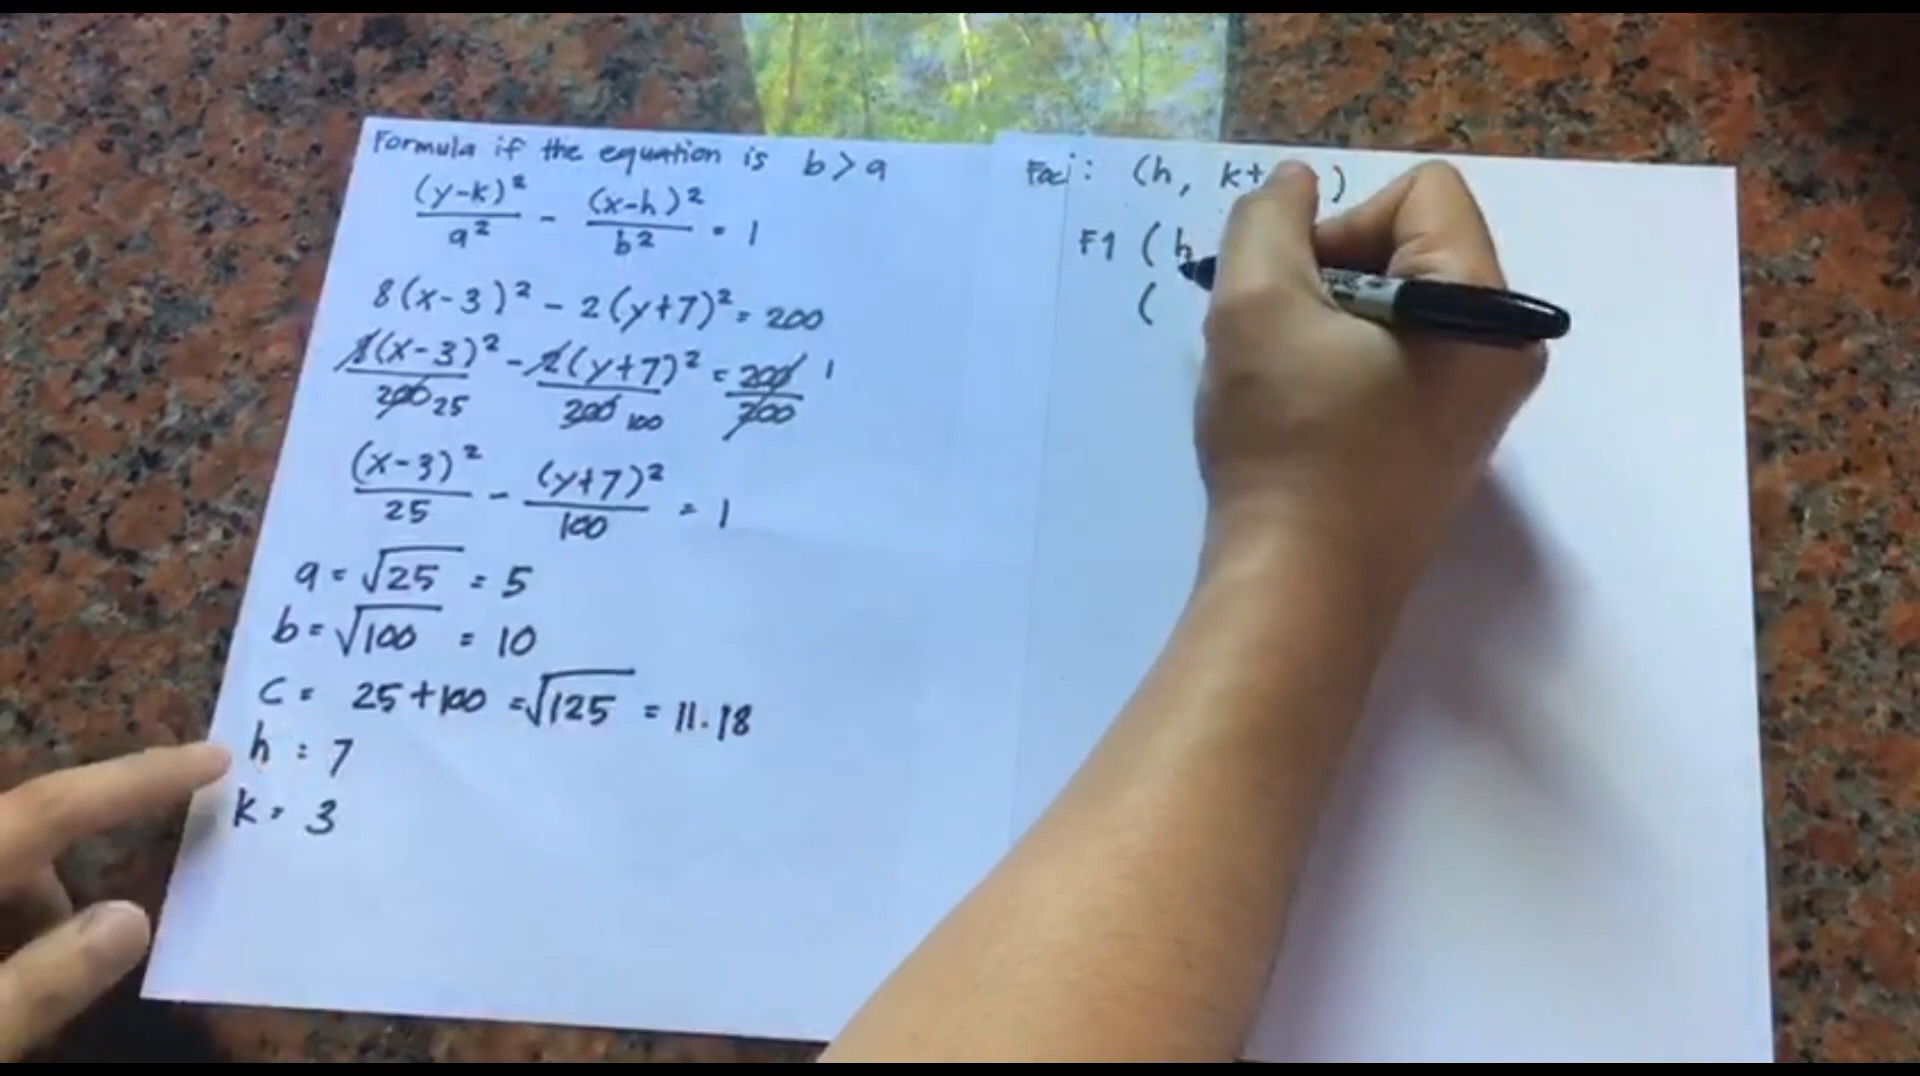 Formula if the equation is b > a
(y-k)²/a² - (x-h)²/b² = 1
8(x-3)² - 2(y+7)² = 200
8(x-3)²/200 25 - 2(y+7)²/200 100 = 200/200 1
(x-3)²/25 - (y+7)²/100 = 1
a = √25 = 5
b = √100 = 10
c = 25+100 = √125 = 11.18
h = 7
k = 3
Foci: (h, k+ )
F1 (h
(